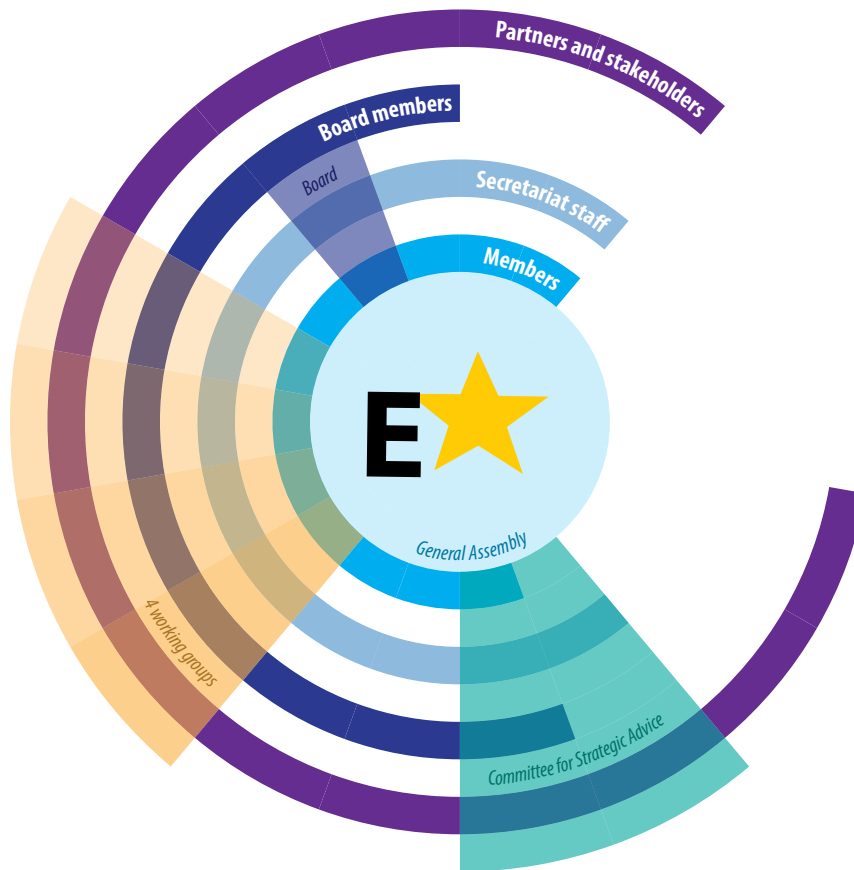 Partners and stakeholders
Board members
Board
Secretariat staff
Members
E
General Assembly
4 working groups
Committee for Strategic Advice